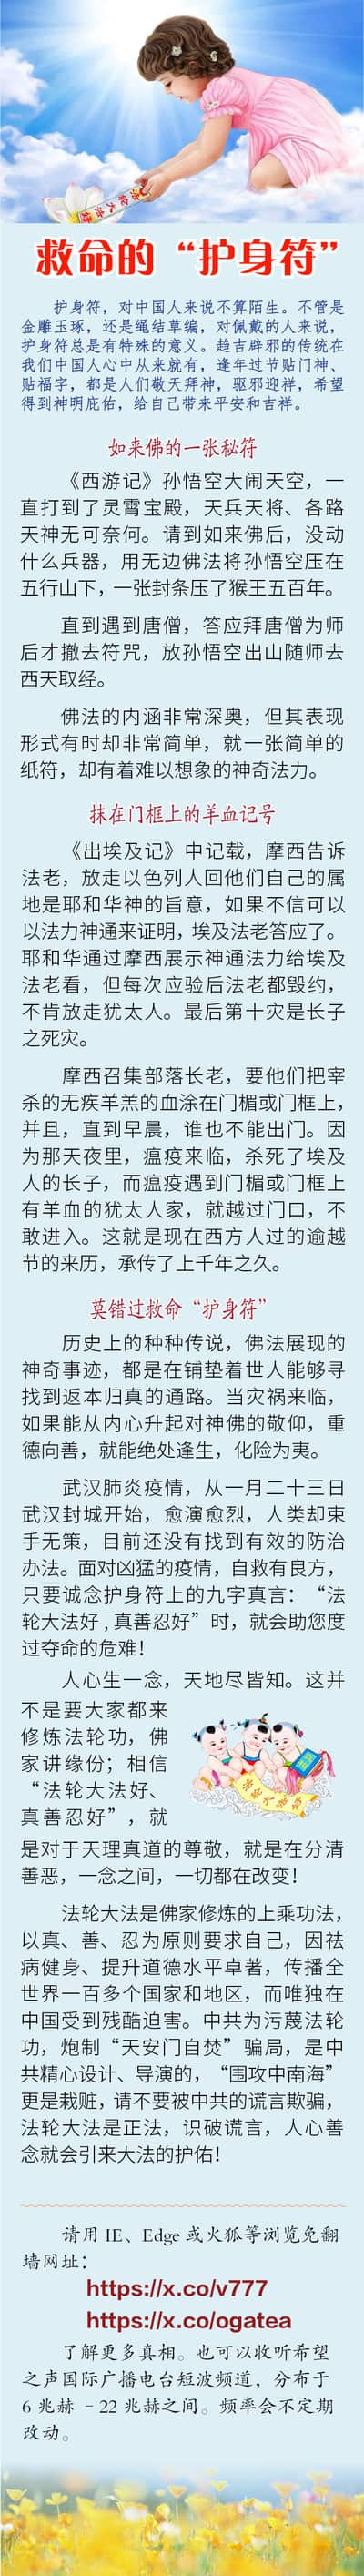 法轮大法好
救命的“护身符”
护身符，对中国人来说不算陌生。不管是
金雕玉琢，还是绳结草编，对佩戴的人来说，
护身符总是有特殊的意义。趋吉辟邪的传统在
我们中国人心中从来就有，逢年过节贴门神、
贴福字，都是人们敬天拜神，驱邪迎祥，希望
得到神明庇佑，给自己带来平安和吉祥。
如来佛的一张秘符
《西游记》孙悟空大闹天空，一
直打到了灵霄宝殿，天兵天将、各路
天神无可奈何。请到如来佛后，没动
什么兵器，用无边佛法将孙悟空压在
五行山下，一张封条压了猴王五百年。
直到遇到唐僧，答应拜唐僧为师
后才撤去符咒，放孙悟空出山随师去
西天取经。
佛法的内涵非常深奥，但其表现
形式有时却非常简单，就一张简单的
纸符，却有着难以想象的神奇法力。
抹在门框上的羊血记号
《出埃及记》中记载，摩西告诉
法老，放走以色列人回他们自己的属
地是耶和华神的旨意，如果不信可以
以法力神通来证明，埃及法老答应了。
耶和华通过摩西展示神通法力给埃及
法老看，但每次应验后法老都毁约，
不肯放走犹太人。最后第十灾是长子
之死灾。
摩西召集部落长老，要他们把宰
杀的无疾羊羔的血涂在门楣或门框上，
并且，直到早晨，谁也不能出门。因
为那天夜里，瘟疫来临，杀死了埃及
人的长子，而瘟疫遇到门楣或门框上
有羊血的犹太人家，就越过门口，不
敢进入。这就是现在西方人过的逾越
节的来历，承传了上千年之久。
莫错过救命“护身符”
历史上的种种传说，佛法展现的
神奇事迹，都是在铺垫着世人能够寻
找到返本归真的通路。当灾祸来临，
如果能从内心升起对神佛的敬仰，重
德向善，就能绝处逢生，化险为夷。
武汉肺炎疫情，从一月二十三日
武汉封城开始，愈演愈烈，人类却束
手无策，目前还没有找到有效的防治
办法。面对凶猛的疫情，自救有良方，
只要诚念护身符上的九字真言：“法
轮大法好，真善忍好”时，就会助您度
过夺命的危难！
人心生一念，天地尽皆知。这并
不是要大家都来
修炼法轮功，佛
家讲缘份；相信
“法轮大法好、
真善忍好”，就
是对于天理真道的尊敬，就是在分清
善恶，一念之间，一切都在改变！
法轮大法好
法轮大法是佛家修炼的上乘功法，
以真、善、忍为原则要求自己，因祛
病健身、提升道德水平卓著，传播全
世界一百多个国家和地区，而唯独在
中国受到残酷迫害。中共为污蔑法轮
功，炮制“天安门自焚”骗局，是中
共精心设计、导演的，“围攻中南海”
更是栽赃，请不要被中共的谎言欺骗，
法轮大法是正法，识破谎言，人心善
念就会引来大法的护佑！
请用 IE、Edge 或火狐等浏览免翻
墙网址：
https://x.co/v777
https://x.co/ogatea
了解更多真相。也可以收听希望
之声国际广播电台短波频道，分布于
6 兆赫 －22 兆赫之间。频率会不定期
改动。